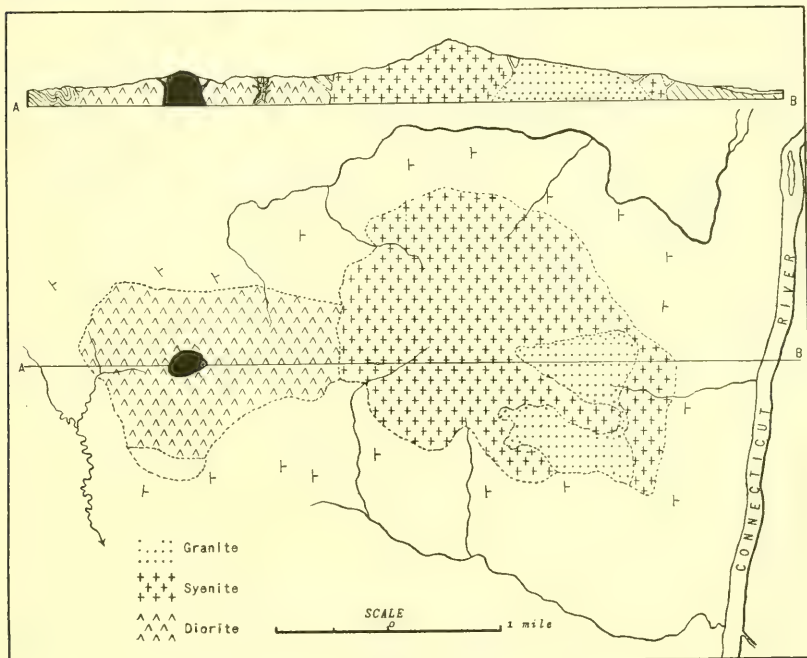 A
B
A
B
CONNECTICUT RIVER
Granite
Syenite
Diorite
SCALE
0
1 mile